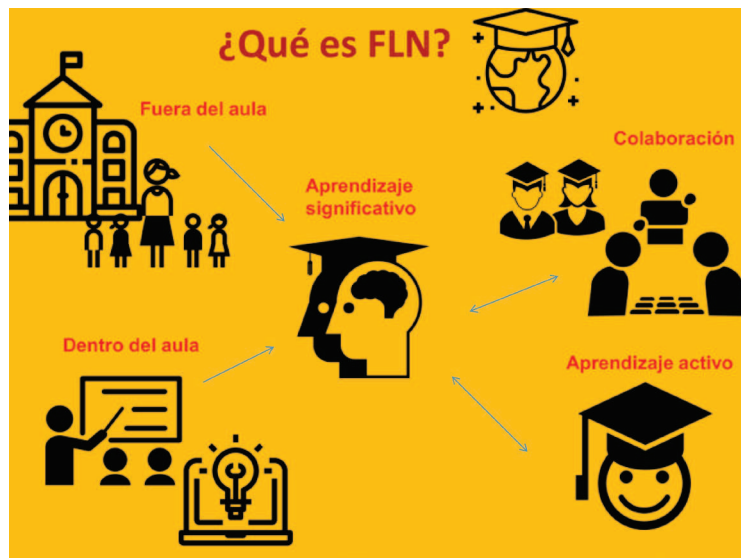 ¿Qué es FLN?
Fuera del aula
Colaboración
Aprendizaje
significativo
Dentro del aula
Aprendizaje activo